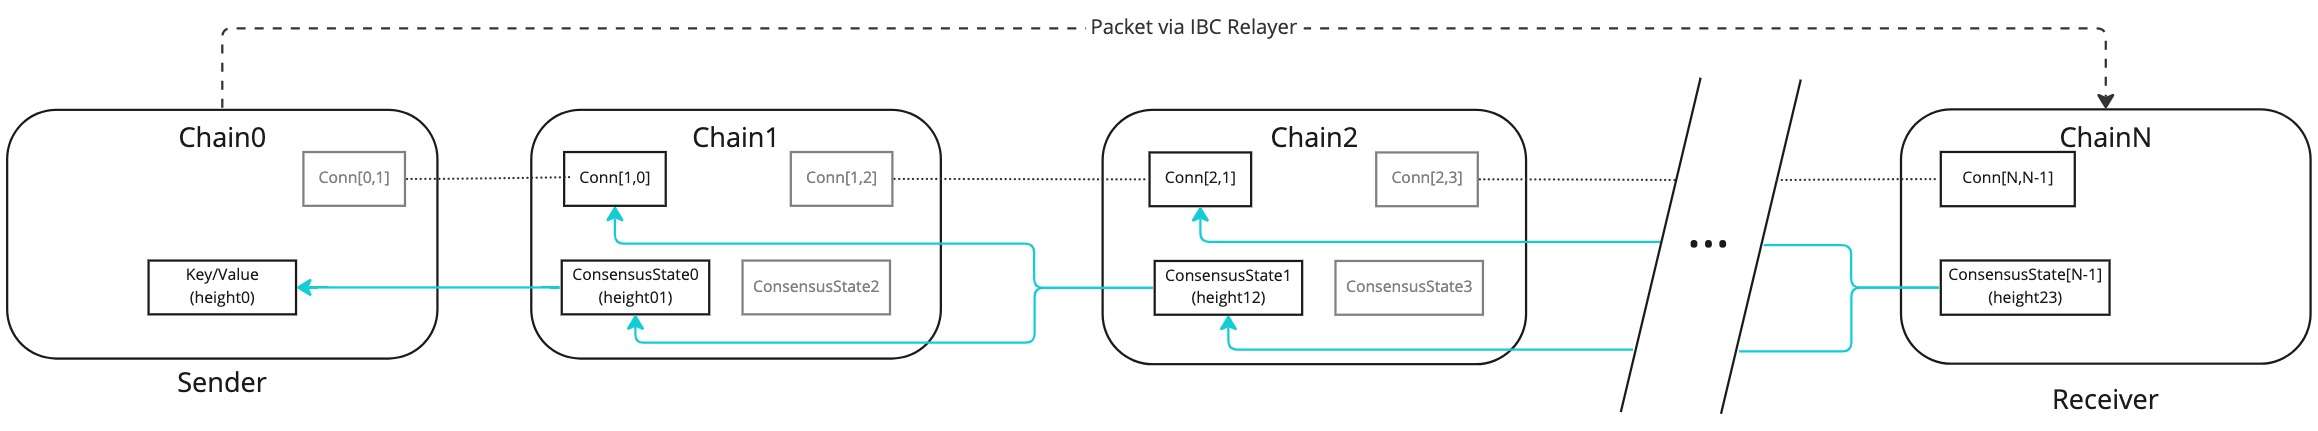 Packet via IBC Relayer
Chain0
Conn[0,1]
Key/Value
(height0)
Sender
Chain1
Conn[1,0]
Conn[1,2]
ConsensusState0
(height01)
ConsensusState2
Chain2
Conn[2,1]
Conn[2,3]
ConsensusState1
(height12)
ConsensusState3
...
ChainN
Conn[N,N-1]
ConsensusState[N-1]
(height23)
Receiver